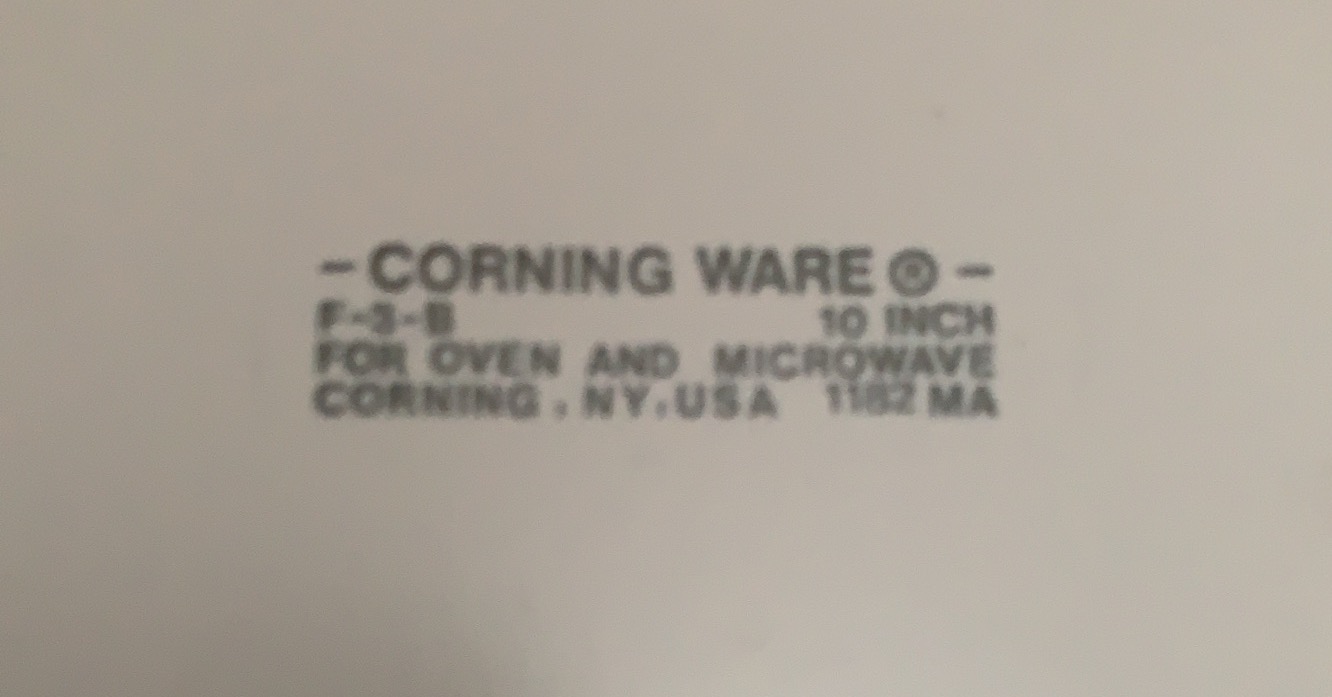 - CORNING WARE ® -
F-3-B 10 INCH
FOR OVEN AND MICROWAVE
CORNING, NY, USA 1182 MA